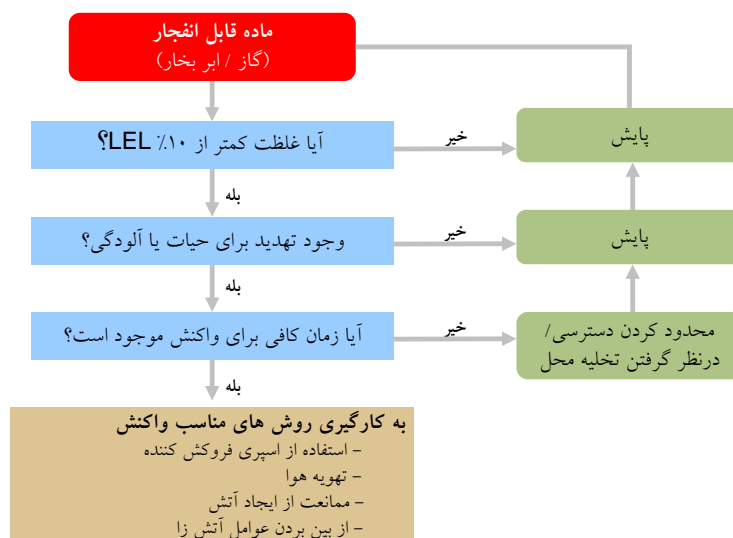 ماده قابل انفجار
(گاز / ابر بخار)
آیا غلظت کمتر از ۱۰٪ LEL؟
خیر
پایش
بله
وجود تهدید برای حیات یا آلودگی؟
خیر
پایش
بله
آیا زمان کافی برای واکنش موجود است؟
خیر
محدود کردن دسترسی/
درنظر گرفتن تخلیه محل
بله
به کارگیری روش های مناسب واکنش
– استفاده از اسپری فروکش کننده
– تهویه هوا
– ممانعت از ایجاد آتش
– از بین بردن عوامل آتش زا